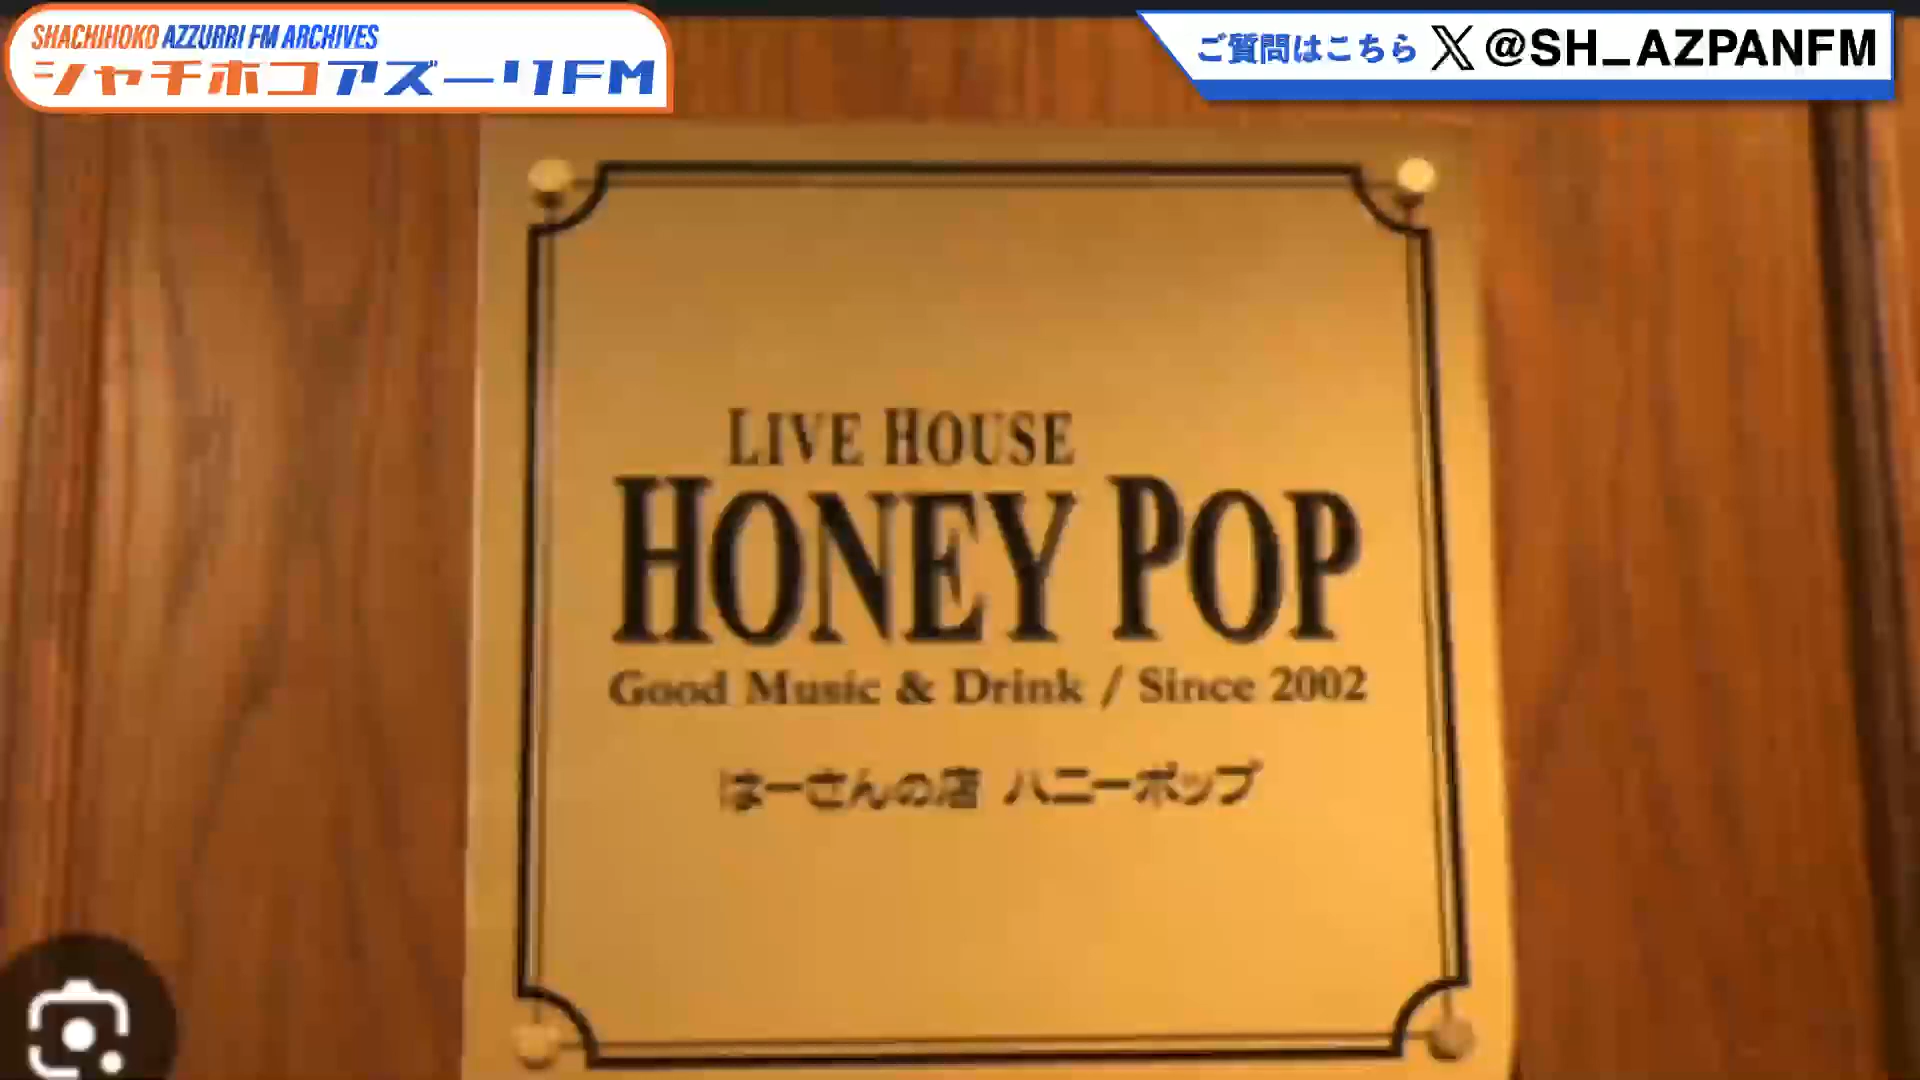 SHACHIHOKO AZZURRI FM ARCHIVES
シャチホコアズーリFM
ご質問はこちら X @SH_AZPANFM
LIVE HOUSE
HONEY POP
Good Music & Drink / Since 2002
はーさんの店 ハニーポップ